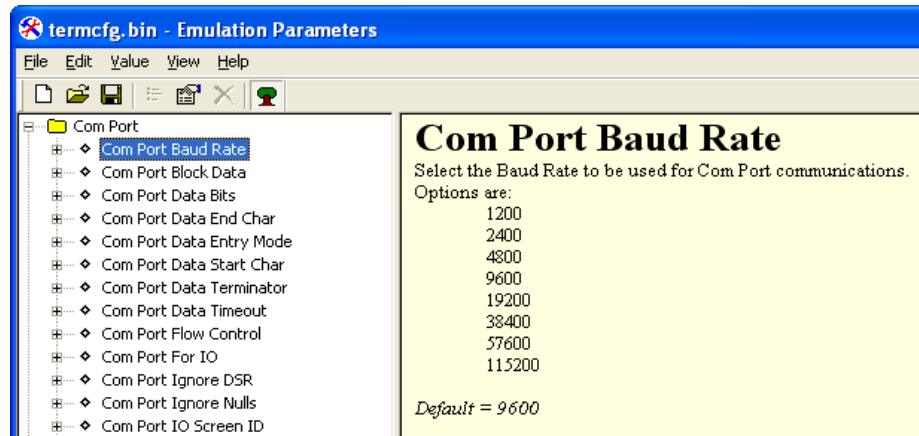 termcfg.bin - Emulation Parameters
File Edit Value View Help
Com Port
Com Port Baud Rate
Com Port Block Data
Com Port Data Bits
Com Port Data End Char
Com Port Data Entry Mode
Com Port Data Start Char
Com Port Data Terminator
Com Port Data Timeout
Com Port Flow Control
Com Port For IO
Com Port Ignore DSR
Com Port Ignore Nulls
Com Port IO Screen ID
Com Port Baud Rate
Select the Baud Rate to be used for Com Port communications.
Options are:
1200
2400
4800
9600
19200
38400
57600
115200
Default = 9600